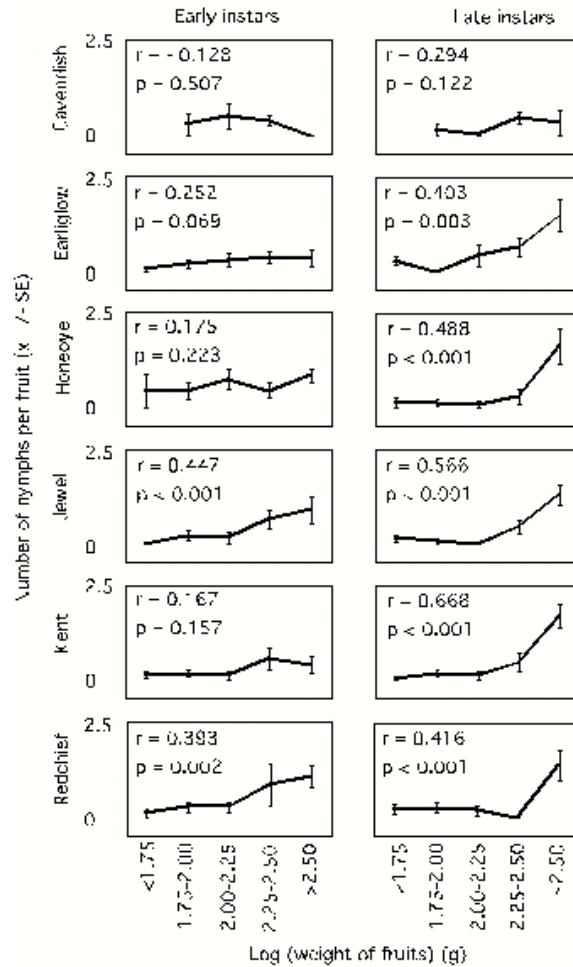 Early instars
Late instars
Number of nymphs per fruit (x /- SE)
Cavendish
2.5
0
r = - 0.128
p = 0.507
r = 0.294
p = 0.122
Earliglow
2.5
0
r = 0.252
p = 0.069
r = 0.403
p = 0.003
Honeoye
2.5
0
r = 0.175
p = 0.223
r = 0.488
p < 0.001
Jewel
2.5
0
r = 0.447
p < 0.001
r = 0.566
p < 0.001
Kent
2.5
0
r = 0.167
p = 0.157
r = 0.668
p < 0.001
Redchief
2.5
0
r = 0.393
p = 0.002
r = 0.416
p < 0.001
<1.75
1.75-2.00
2.00-2.25
2.25-2.50
>2.50
<1.75
1.75-2.00
2.00-2.25
2.25-2.50
>2.50
Log (weight of fruits) (g)